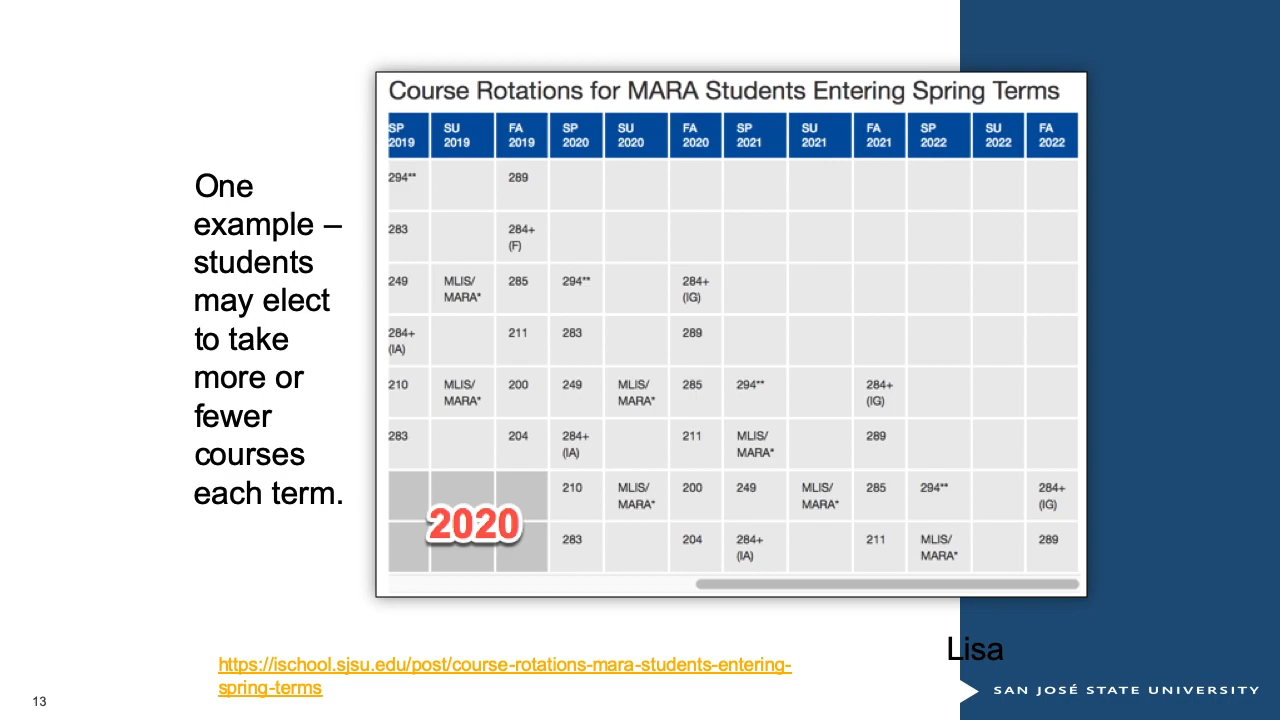 One
example –
students
may elect
to take
more or
fewer
courses
each term.
Course Rotations for MARA Students Entering Spring Terms
SP 2019 SU 2019 FA 2019 SP 2020 SU 2020 FA 2020 SP 2021 SU 2021 FA 2021 SP 2022 SU 2022 FA 2022
294** 289
283 284+ (F)
249 MLIS/ MARA* 285 294** 284+ (IG)
284+ (IA) 211 283 289
210 MLIS/ MARA* 200 249 MLIS/ MARA* 285 294** 284+ (IG)
283 204 284+ (IA) 211 MLIS/ MARA* 289
210 MLIS/ MARA* 200 249 MLIS/ MARA* 285 294** 284+ (IG)
2020
283 204 284+ (IA) 211 MLIS/ MARA* 289
Lisa
https://ischool.sjsu.edu/post/course-rotations-mara-students-entering-
spring-terms
13
SAN JOSÉ STATE UNIVERSITY